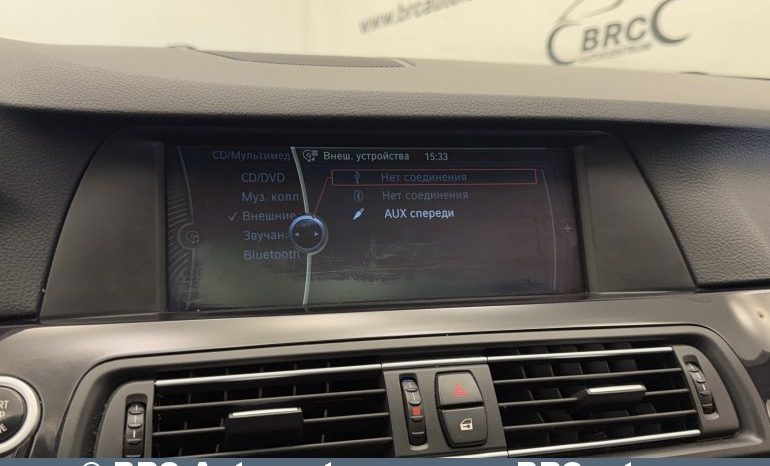 www.brcauto
BRC
AUTOCENTRUM
CD/Мультимед
Внеш. устройства 15:33
CD/DVD
Нет соединения
Муз. колл
Нет соединения
Внешние
AUX спереди
Звучан
Bluetooth